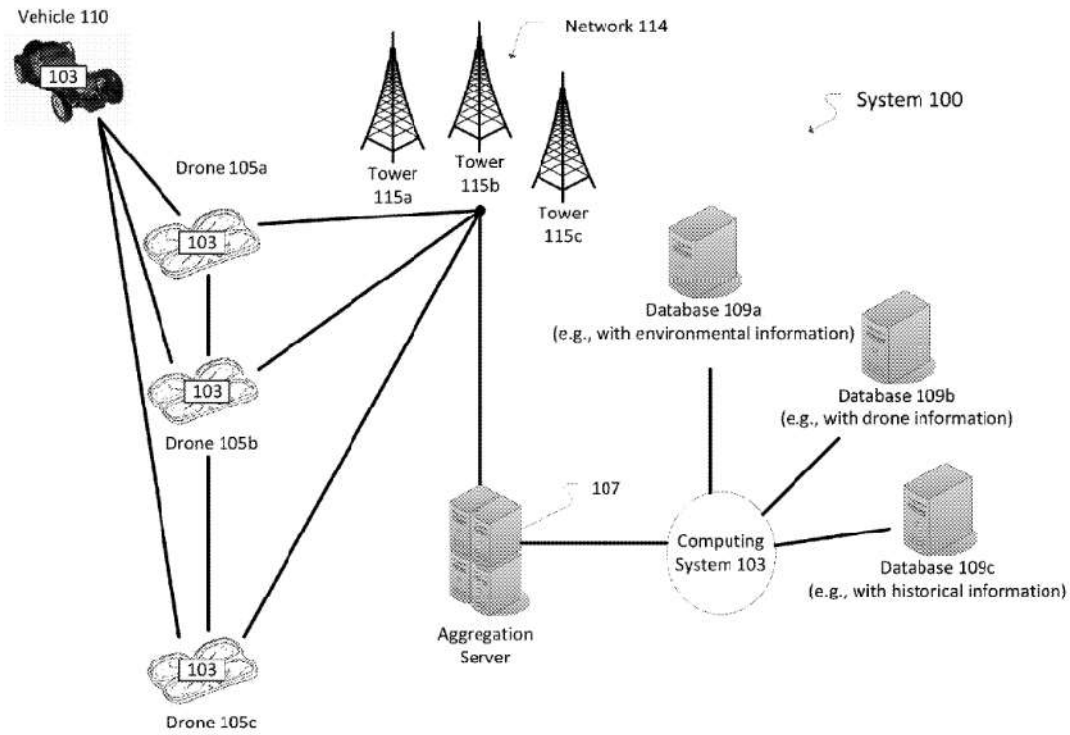 Vehicle 110
103
Network 114
System 100
Tower
115a
Tower
115b
Tower
115c
Drone 105a
103
103
Drone 105b
103
Drone 105c
Database 109a
(e.g., with environmental information)
Database 109b
(e.g., with drone information)
Database 109c
(e.g., with historical information)
107
Computing
System 103
Aggregation
Server